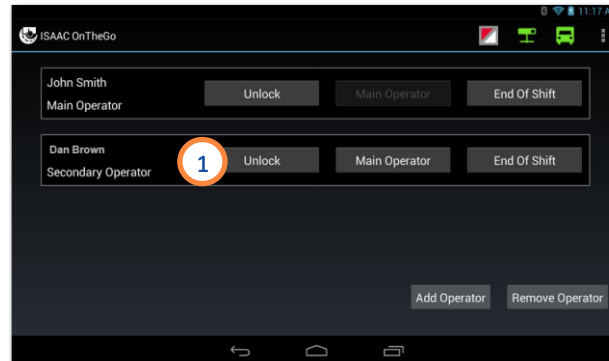 11:17 A
ISAAC OnTheGo
John Smith
Main Operator
Unlock
Main Operator
End Of Shift
Dan Brown
Secondary Operator
1
Unlock
Main Operator
End Of Shift
Add Operator
Remove Operator